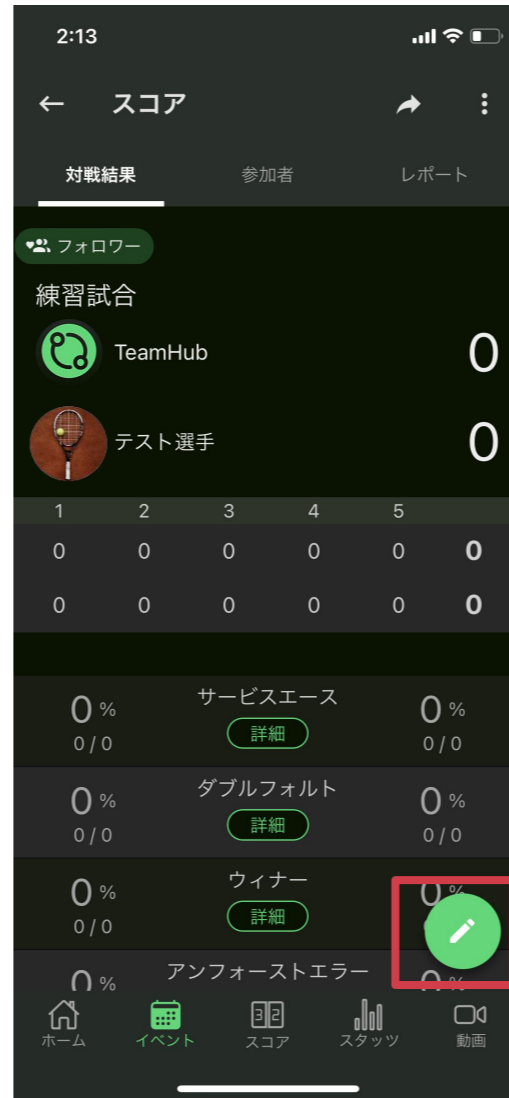 2:13
スコア
対戦結果 参加者 レポート
フォロワー
練習試合
TeamHub 0
テスト選手 0
1 2 3 4 5
0 0 0 0 0 0
0 0 0 0 0 0
0 % サービスエース 0 %
0 / 0 詳細 0 / 0
0 % ダブルフォルト 0 %
0 / 0 詳細 0 / 0
0 % ウィナー 0 %
0 / 0 詳細
0 % アンフォーストエラー 0 %
ホーム イベント スコア スタッツ 動画